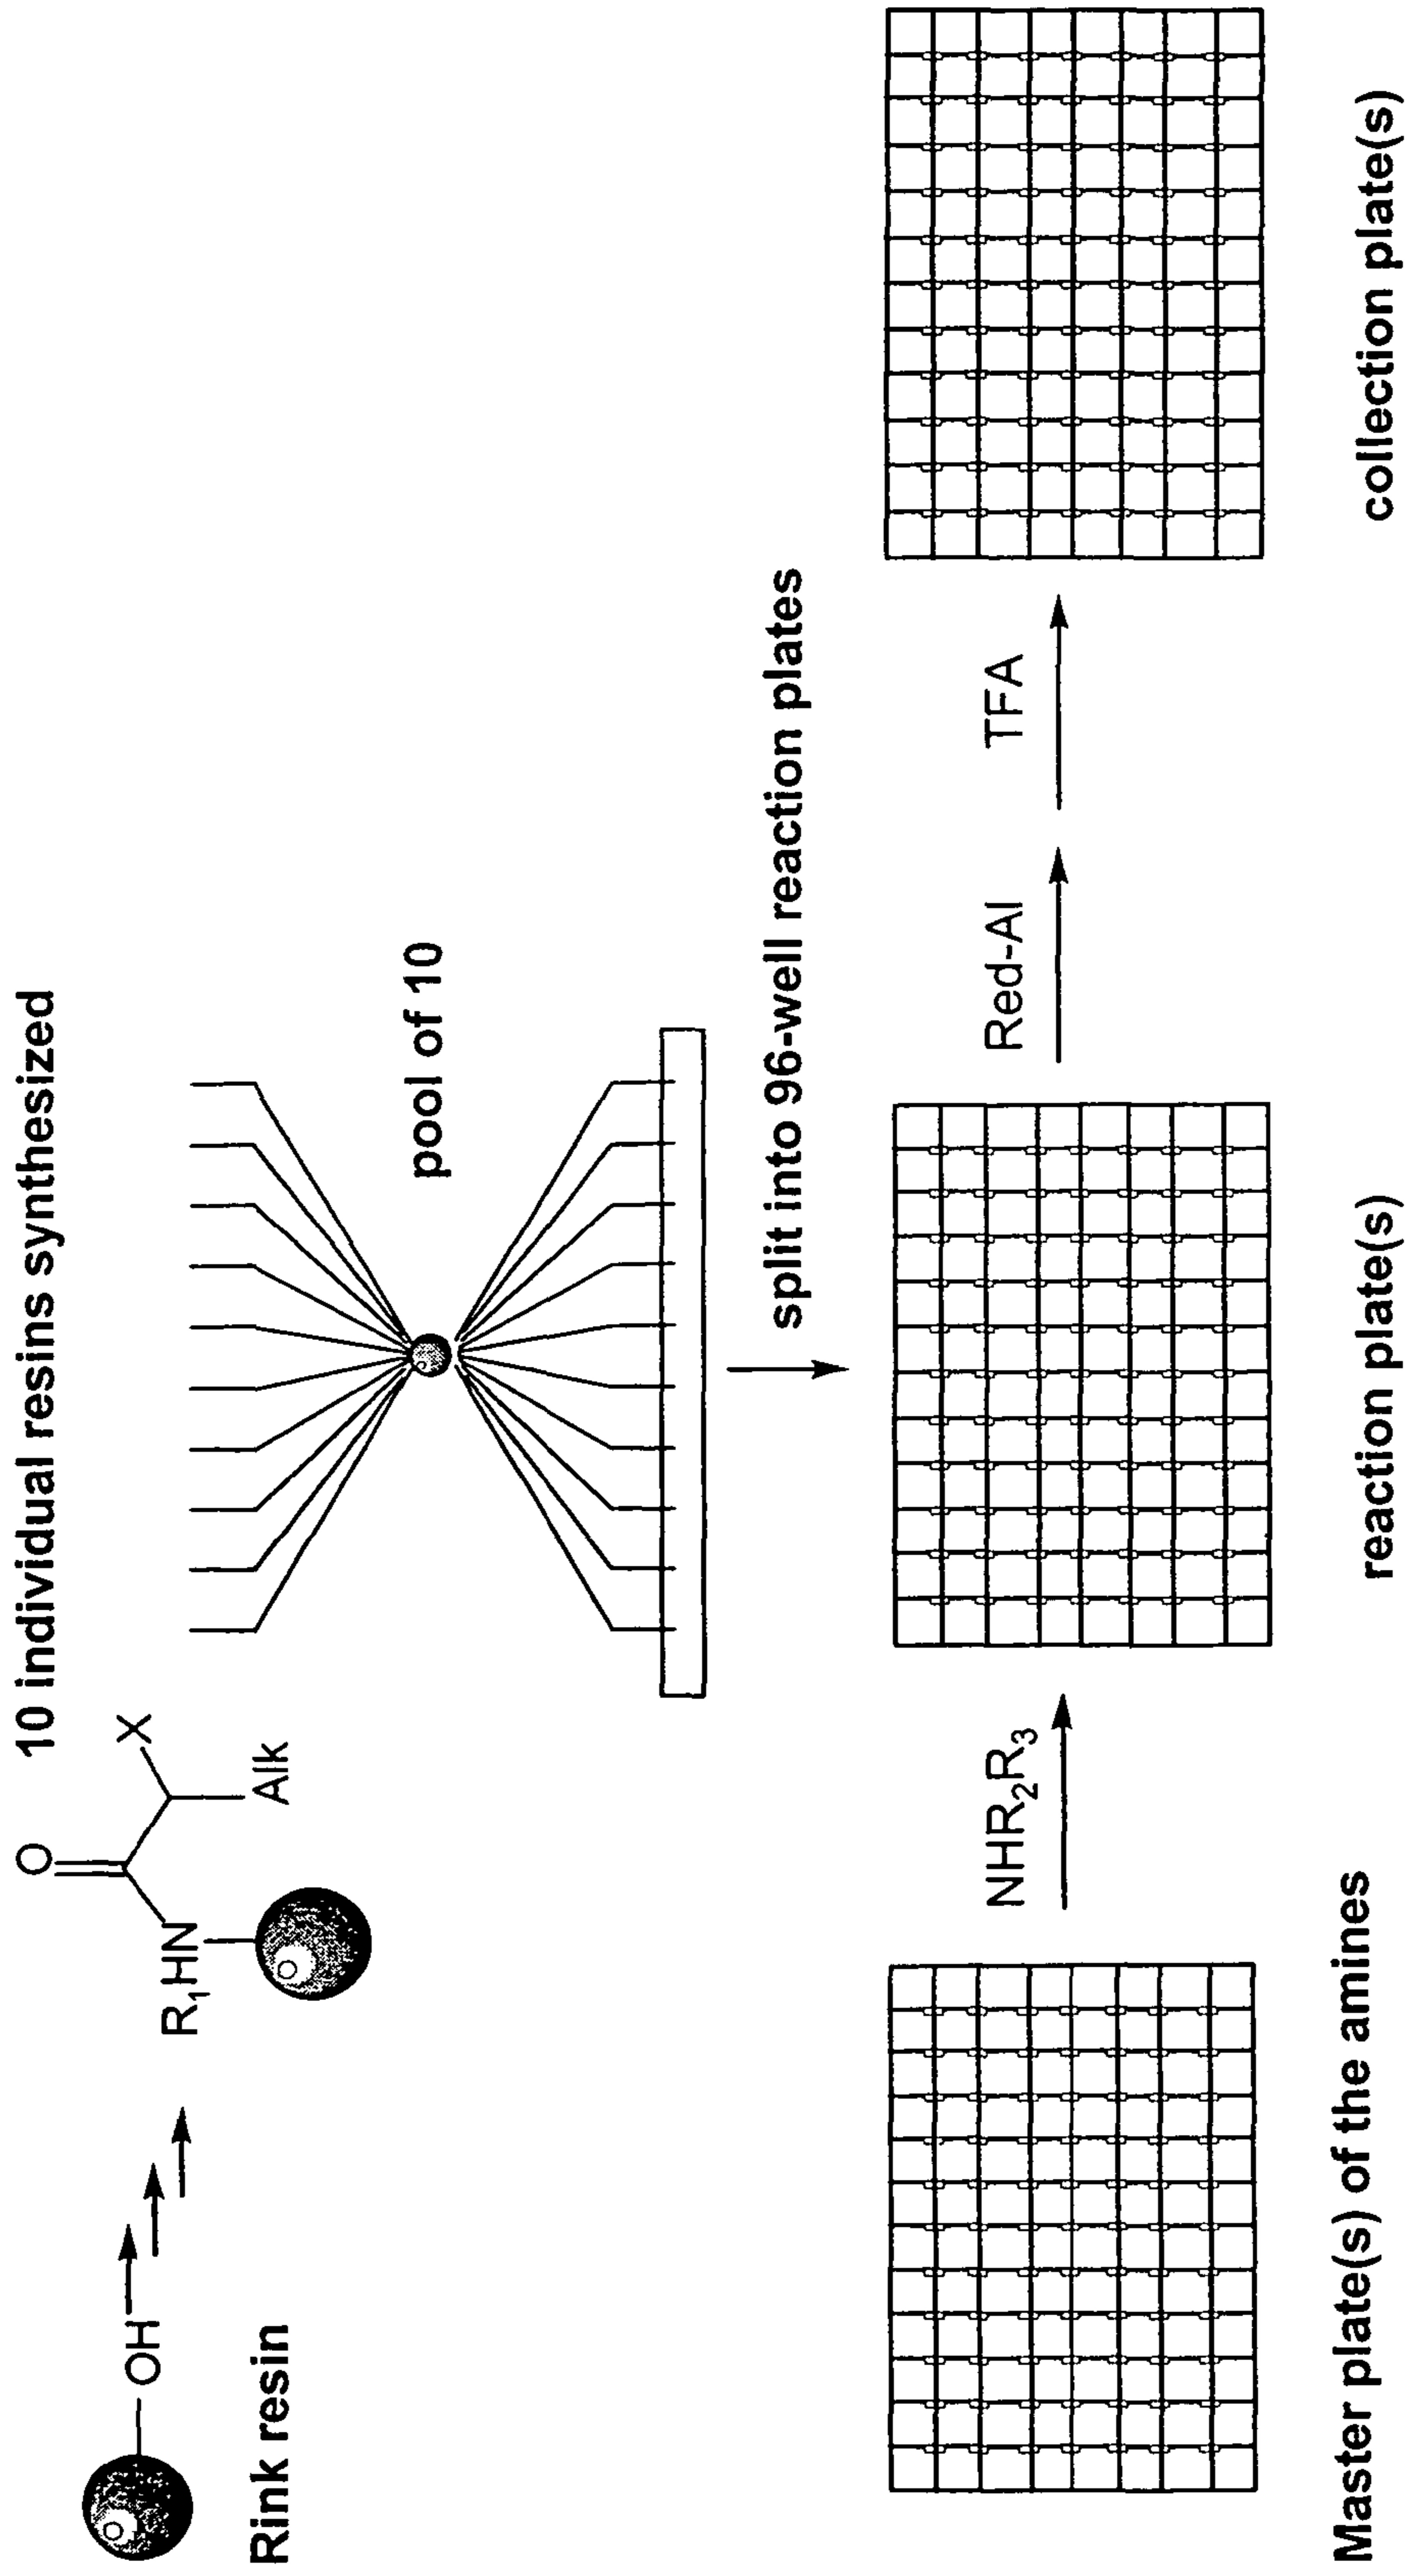 10 individual resins synthesized
OH
Rink resin
O
X
R₁HN
Alk
pool of 10
split into 96-well reaction plates
NHR₂R₃
Red-Al
TFA
Master plate(s) of the amines
reaction plate(s)
collection plate(s)